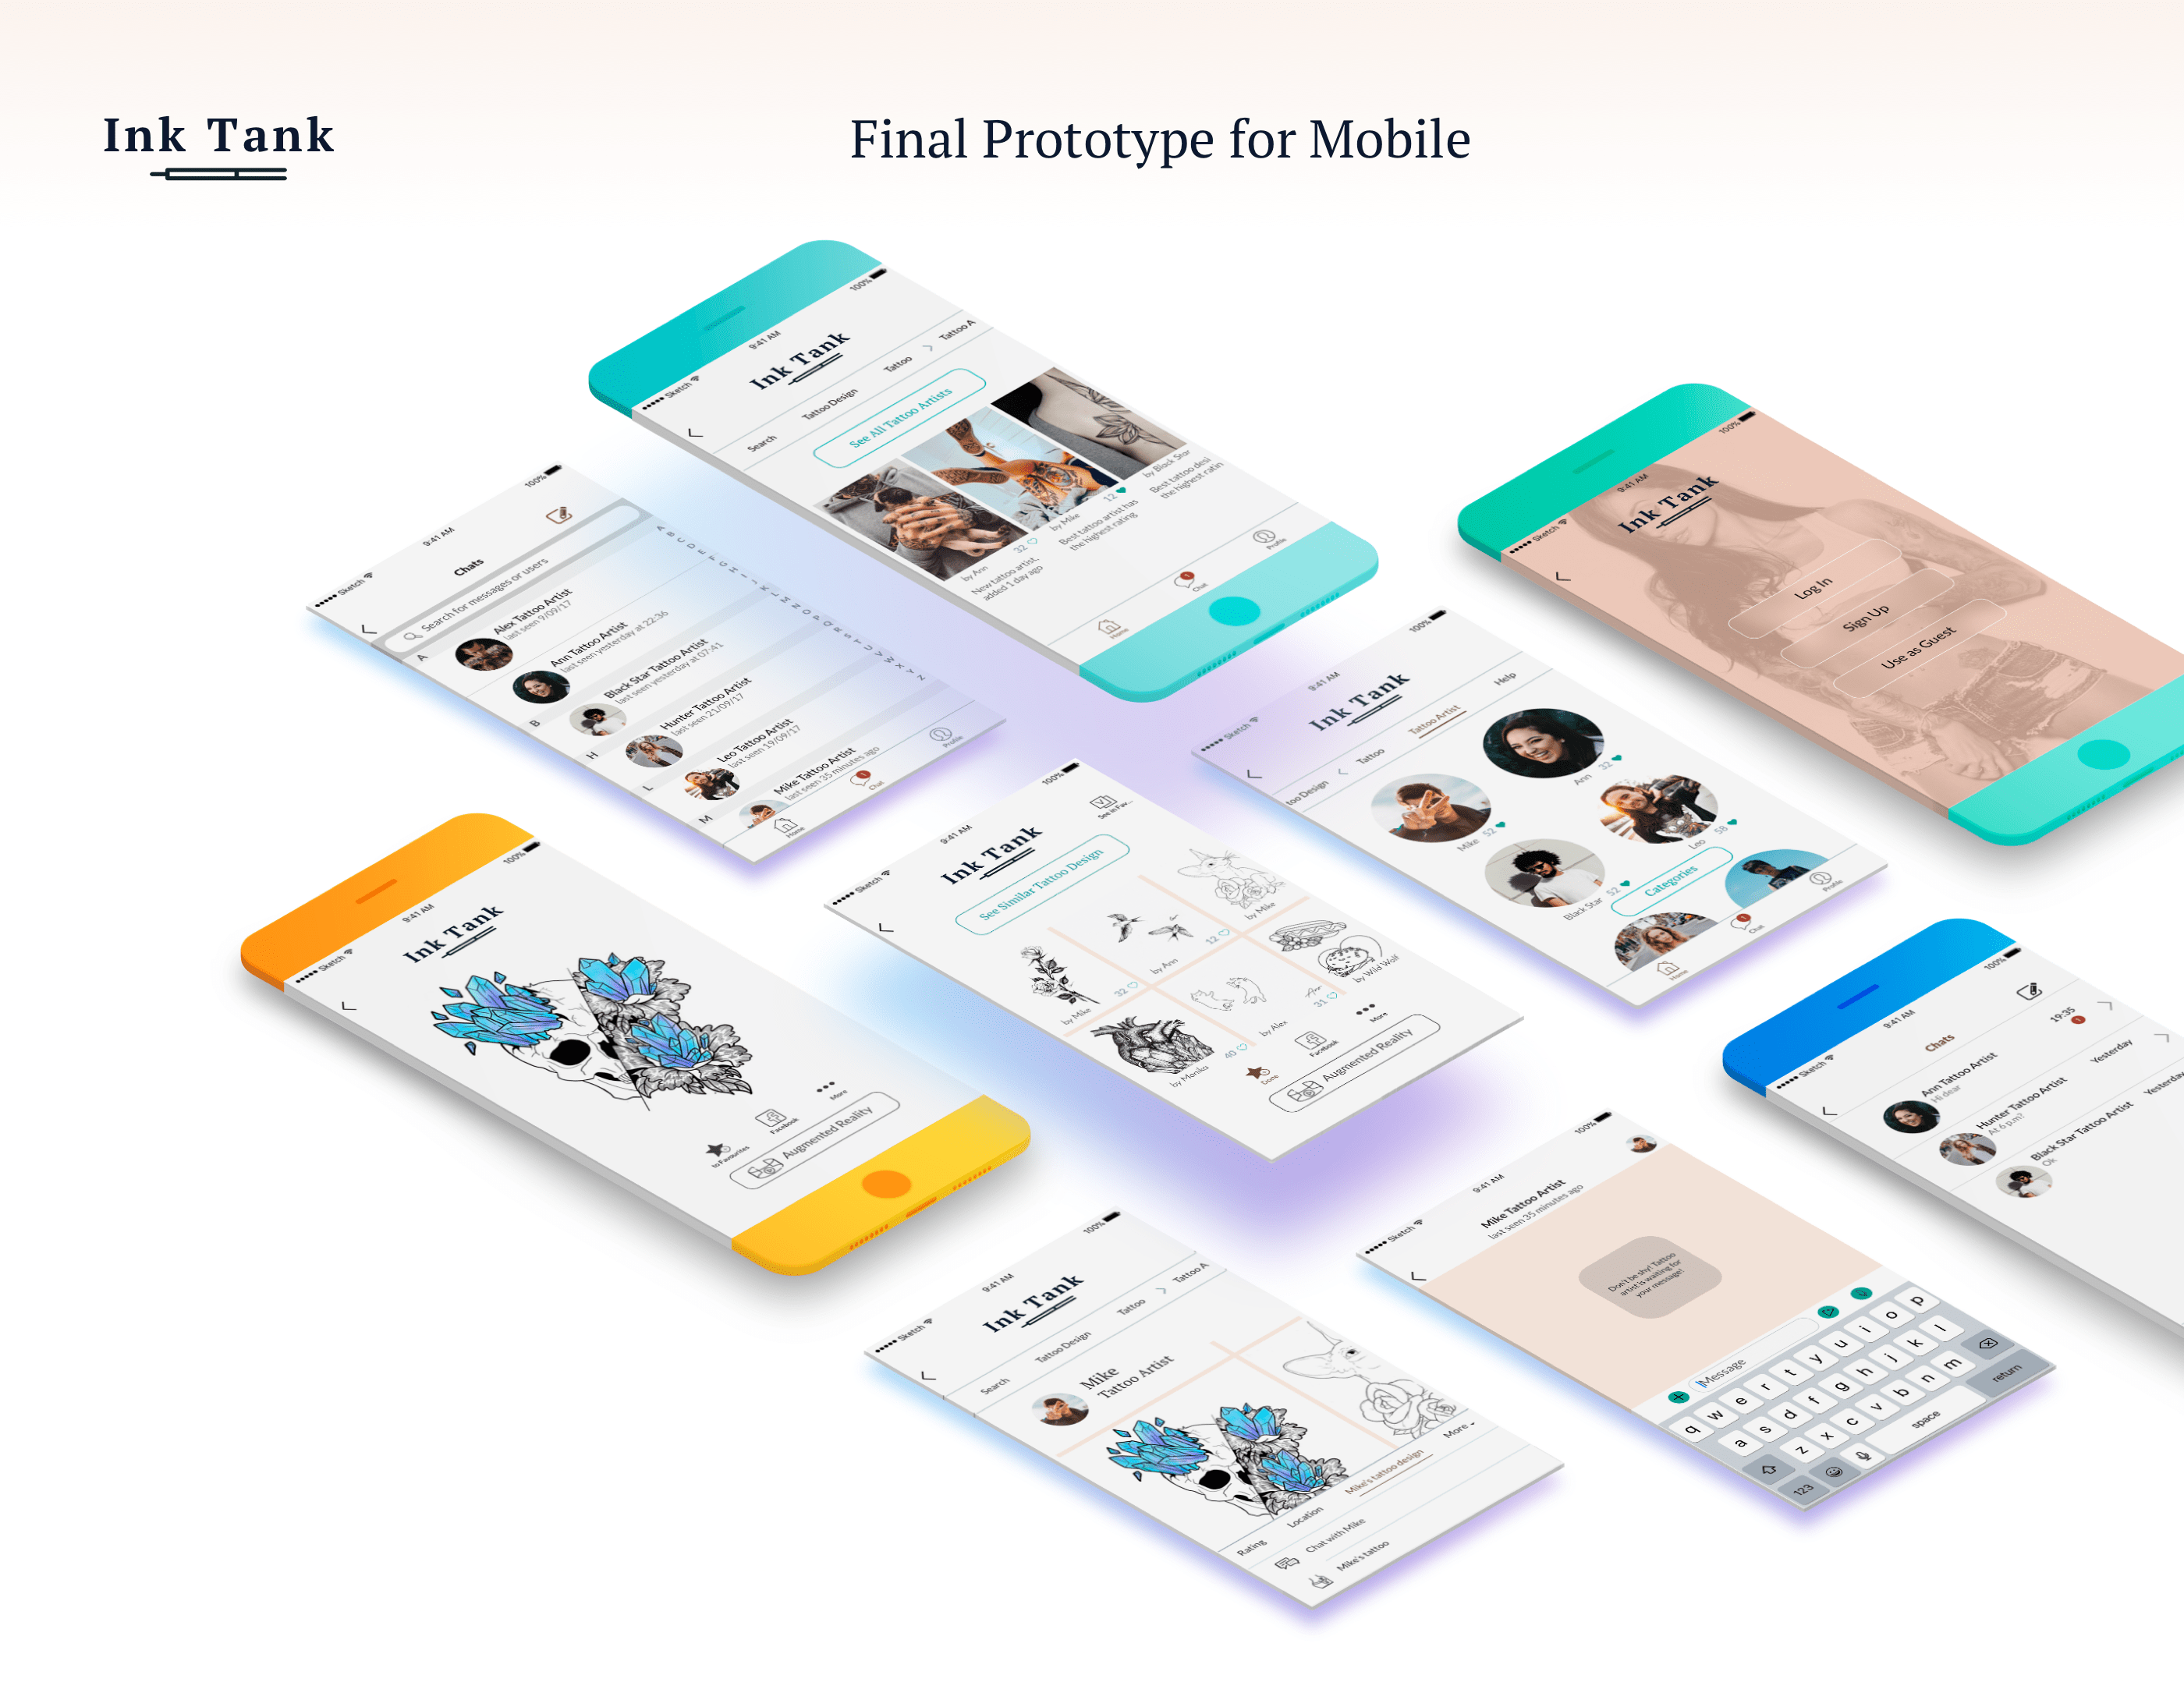 Ink Tank
Final Prototype for Mobile
Sketch
9:41 AM
100%
Ink Tank
Search
Tattoo Design
Tattoo
Tattoo A
See All Tattoo Artists
by Ann
32
New tattoo artist,
added 1 day ago
by Mike
12
Best tattoo artist has
the highest rating
by Black Star
Best tattoo desi
the highest ratin
Home
1
Chat
Profile
Sketch
9:41 AM
100%
Ink Tank
Log In
Sign Up
Use as Guest
Sketch
9:41 AM
100%
Chats
Search for messages or users
A
Alex Tattoo Artist
last seen 9/09/17
Ann Tattoo Artist
last seen yesterday at 22:36
B
Black Star Tattoo Artist
last seen yesterday at 07:41
H
Hunter Tattoo Artist
last seen 21/09/17
L
Leo Tattoo Artist
last seen 19/09/17
M
Mike Tattoo Artist
last seen 35 minutes ago
A
B
C
D
E
F
G
H
I
J
K
L
M
N
O
P
Q
R
S
T
U
V
W
X
Y
Z
Home
1
Chat
Profile
Sketch
9:41 AM
100%
Ink Tank
too Design
Tattoo
Tattoo Artist
Help
Mike 52
Ann 32
Black Star 52
Leo 58
Categories
Home
1
Chat
Profile
Sketch
9:41 AM
100%
Ink Tank
to Favourites
Facebook
More
Augmented Reality
Sketch
9:41 AM
100%
Ink Tank
See in Fav...
See Similar Tattoo Design
by Mike
32
by Ann
12
by Mike
by Monika
40
by Alex
31
by Wild Wolf
Done
Facebook
More
Augmented Reality
Sketch
9:41 AM
100%
Chats
Ann Tattoo Artist
Hi dear
19:35
1
Hunter Tattoo Artist
At 6 p.m?
Yesterday
Black Star Tattoo Artist
Ok
Yesterday
Sketch
9:41 AM
100%
Mike Tattoo Artist
last seen 35 minutes ago
Don't be shy! Tattoo
artist is waiting for
your message!
Message
q w e r t y u i o p
a s d f g h j k l
z x c v b n m
123
space
return
Sketch
9:41 AM
100%
Ink Tank
Search
Tattoo Design
Tattoo
Tattoo A
Mike
Tattoo Artist
Rating
Location
Mike's tattoo design
More
Chat with Mike
Mike's tattoo